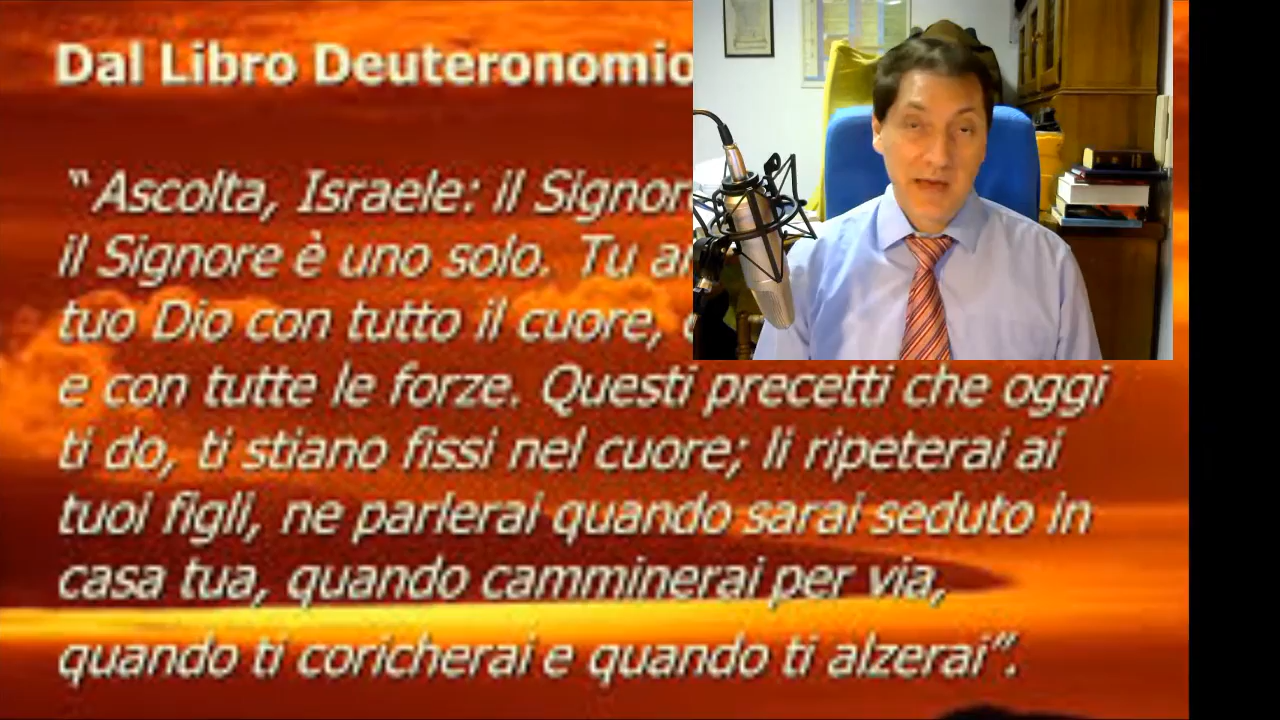 Dal Libro Deuteronomio
“Ascolta, Israele: il Signor
il Signore è uno solo. Tu a
tuo Dio con tutto il cuore,
e con tutte le forze. Questi precetti che oggi
ti do, ti stiano fissi nel cuore; li ripeterai ai
tuoi figli, ne parlerai quando sarai seduto in
casa tua, quando camminerai per via,
quando ti coricherai e quando ti alzerai”.